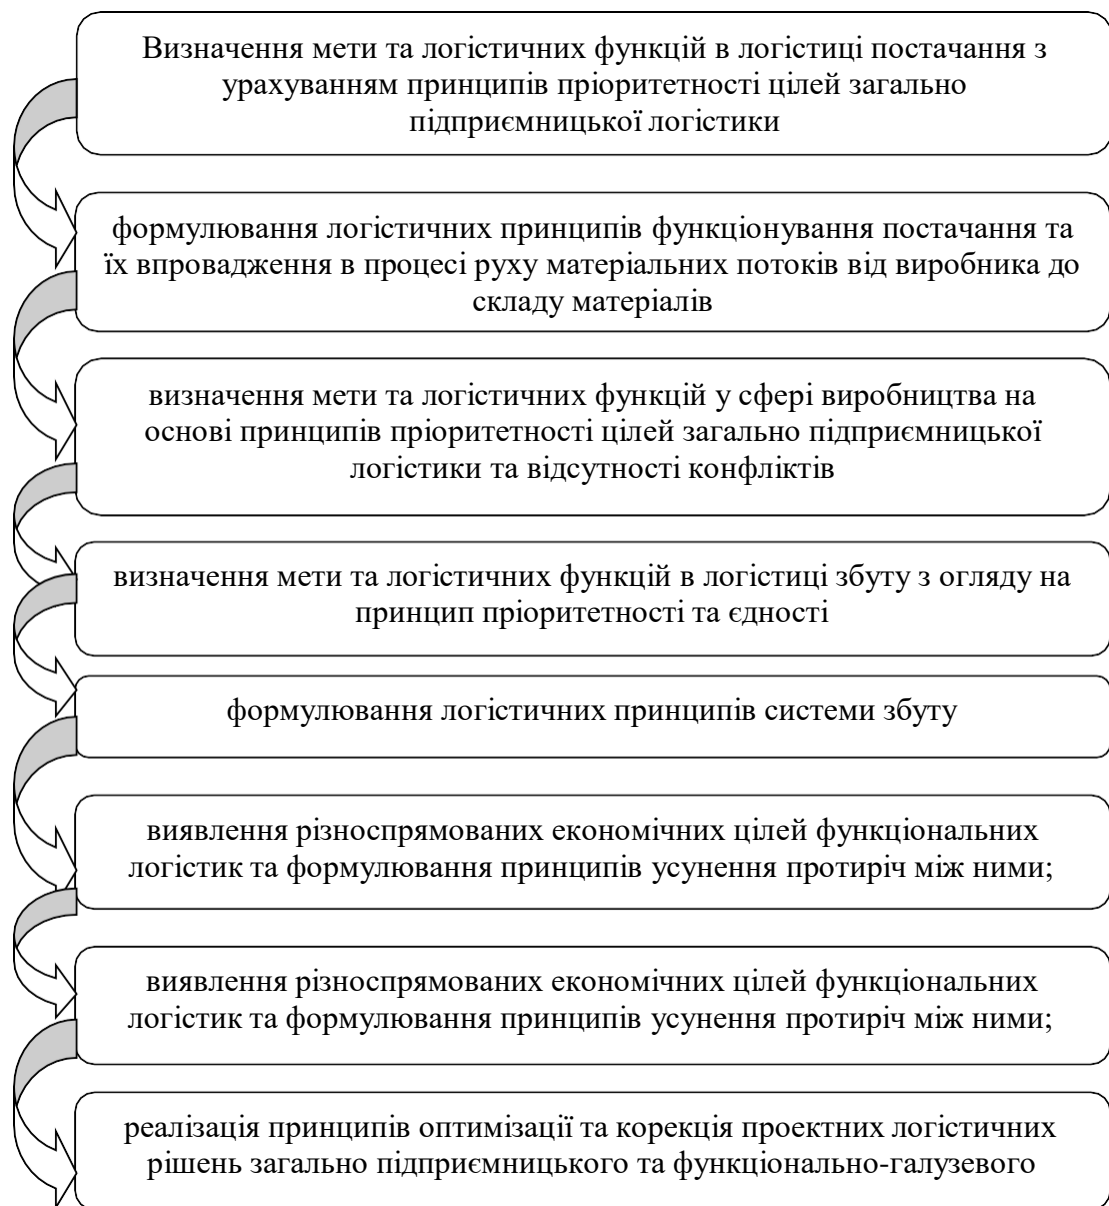 Визначення мети та логістичних функцій в логістиці постачання з
урахуванням принципів пріоритетності цілей загально
підприємницької логістики
формулювання логістичних принципів функціонування постачання та
їх впровадження в процесі руху матеріальних потоків від виробника до
складу матеріалів
визначення мети та логістичних функцій у сфері виробництва на
основі принципів пріоритетності цілей загально підприємницької
логістики та відсутності конфліктів
визначення мети та логістичних функцій в логістиці збуту з огляду на
принцип пріоритетності та єдності
формулювання логістичних принципів системи збуту
виявлення різноспрямованих економічних цілей функціональних
логістик та формулювання принципів усунення протиріч між ними;
виявлення різноспрямованих економічних цілей функціональних
логістик та формулювання принципів усунення протиріч між ними;
реалізація принципів оптимізації та корекція проектних логістичних
рішень загально підприємницького та функціонально-галузевого